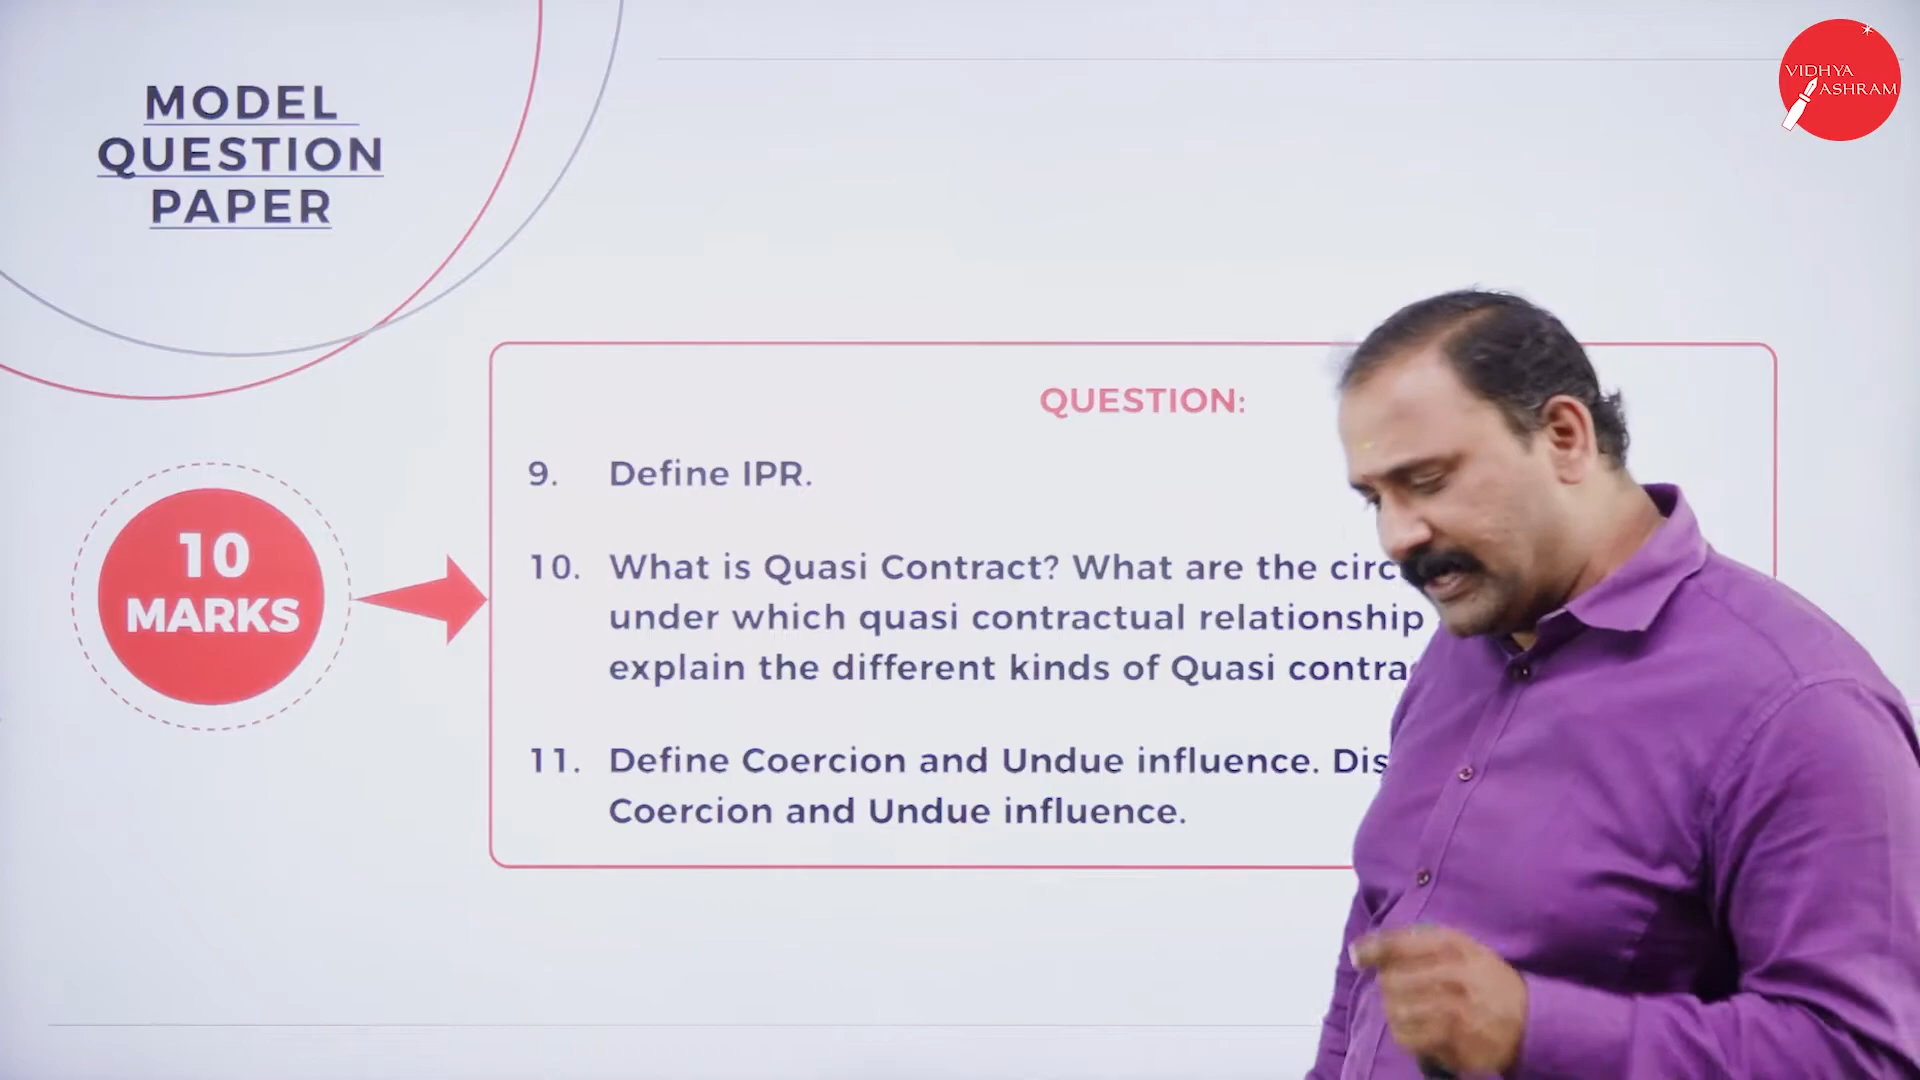 MODEL
QUESTION
PAPER
VIDHYA
ASHRAM
QUESTION:
10
MARKS
9. Define IPR.
10. What is Quasi Contract? What are the
under which quasi contractual relationship
explain the different kinds of Quasi
11. Define Coercion and Undue influence.
Coercion and Undue influence.